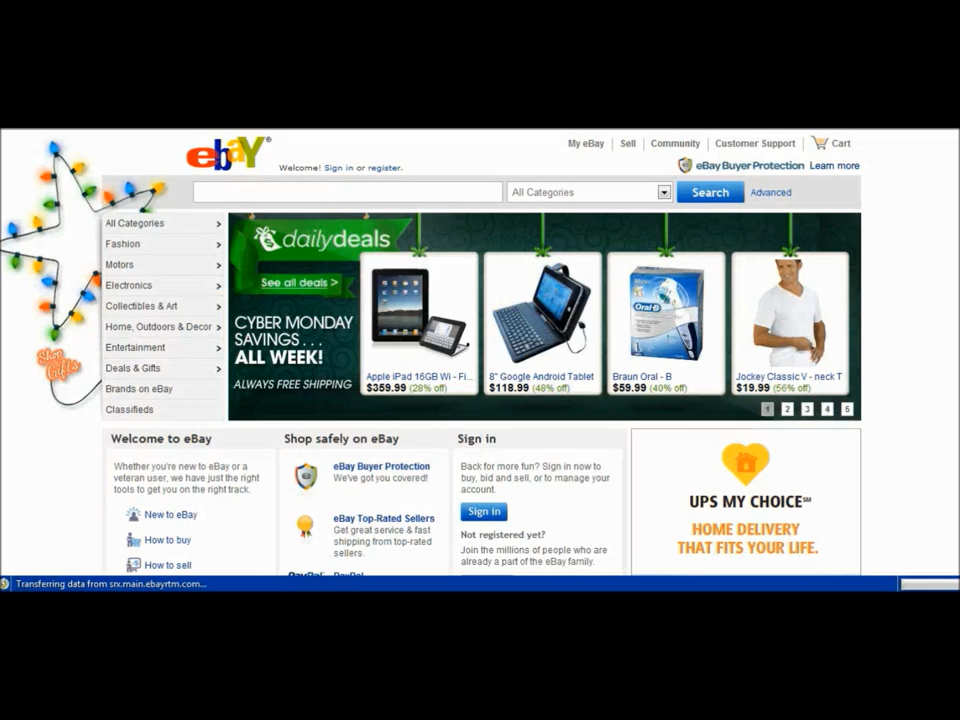 ebaY®
Welcome! Sign in or register.
My eBay Sell Community Customer Support Cart
eBay Buyer Protection Learn more
All Categories Search Advanced
All Categories
Fashion
Motors
Electronics
Collectibles & Art
Home, Outdoors & Decor
Entertainment
Deals & Gifts
Brands on eBay
Classifieds
Shop
Gifts
dailydeals
See all deals >
CYBER MONDAY
SAVINGS . . .
ALL WEEK!
ALWAYS FREE SHIPPING
Apple iPad 16GB Wi - Fi...
$359.99 (28% off)
8" Google Android Tablet
$118.99 (48% off)
Oral-B
Braun Oral - B
$59.99 (40% off)
Jockey Classic V - neck T
$19.99 (56% off)
1 2 3 4 5
Welcome to eBay
Whether you're new to eBay or a
veteran user, we have just the right
tools to get you on the right track.
New to eBay
How to buy
How to sell
Shop safely on eBay
eBay Buyer Protection
We've got you covered!
eBay Top-Rated Sellers
Get great service & fast
shipping from top-rated
sellers.
PayPal PayPal
Sign in
Back for more fun? Sign in now to
buy, bid and sell, or to manage your
account.
Sign in
Not registered yet?
Join the millions of people who are
already a part of the eBay family.
UPS MY CHOICE℠
HOME DELIVERY
THAT FITS YOUR LIFE.
Transferring data from srx.main.ebayrtm.com...